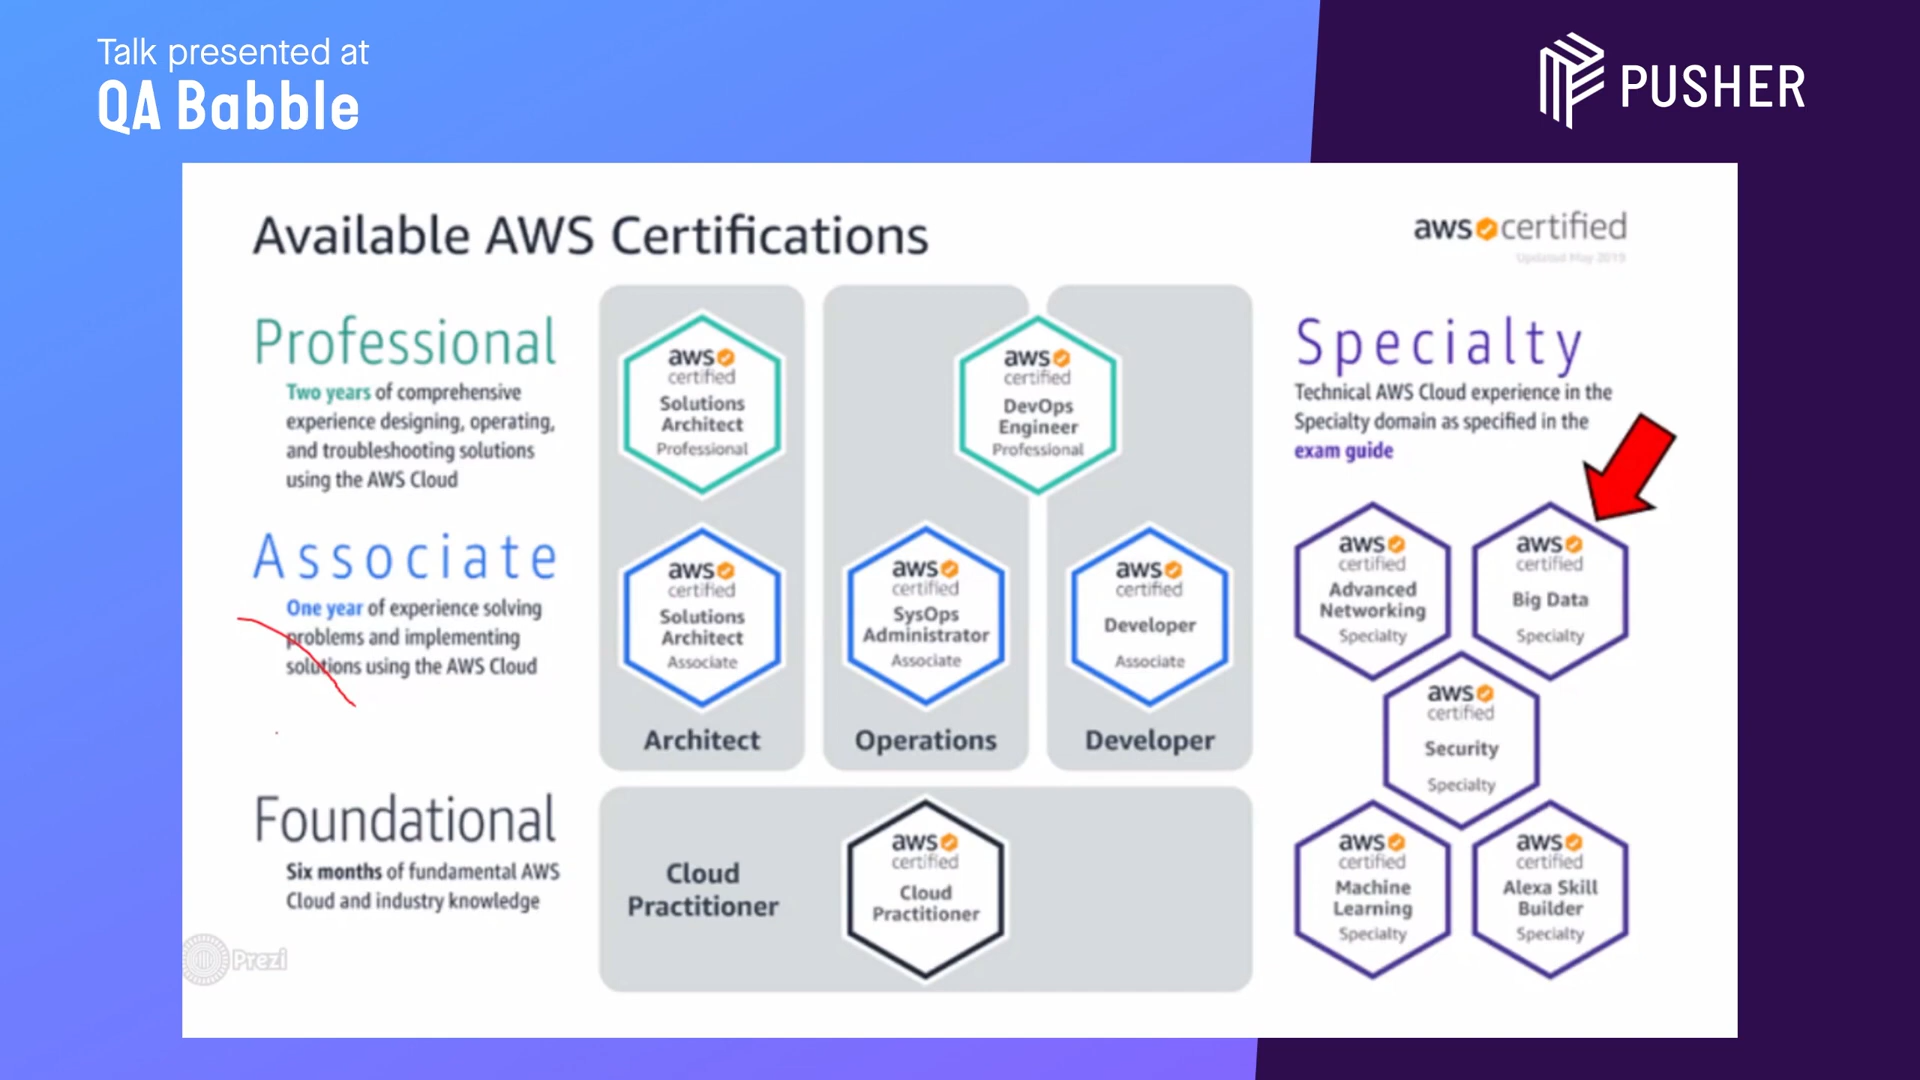 Talk presented at
QA Babble
PUSHER
Available AWS Certifications
aws certified
Updated May 2019
Professional
Two years of comprehensive
experience designing, operating,
and troubleshooting solutions
using the AWS Cloud
Associate
One year of experience solving
problems and implementing
solutions using the AWS Cloud
Foundational
Six months of fundamental AWS
Cloud and industry knowledge
aws
certified
Solutions
Architect
Professional
aws
certified
DevOps
Engineer
Professional
aws
certified
Solutions
Architect
Associate
aws
certified
SysOps
Administrator
Associate
aws
certified
Developer
Associate
Architect
Operations
Developer
Cloud
Practitioner
aws
certified
Cloud
Practitioner
Specialty
Technical AWS Cloud experience in the
Specialty domain as specified in the
exam guide
aws
certified
Advanced
Networking
Specialty
aws
certified
Big Data
Specialty
aws
certified
Security
Specialty
aws
certified
Machine
Learning
Specialty
aws
certified
Alexa Skill
Builder
Specialty
Prezi